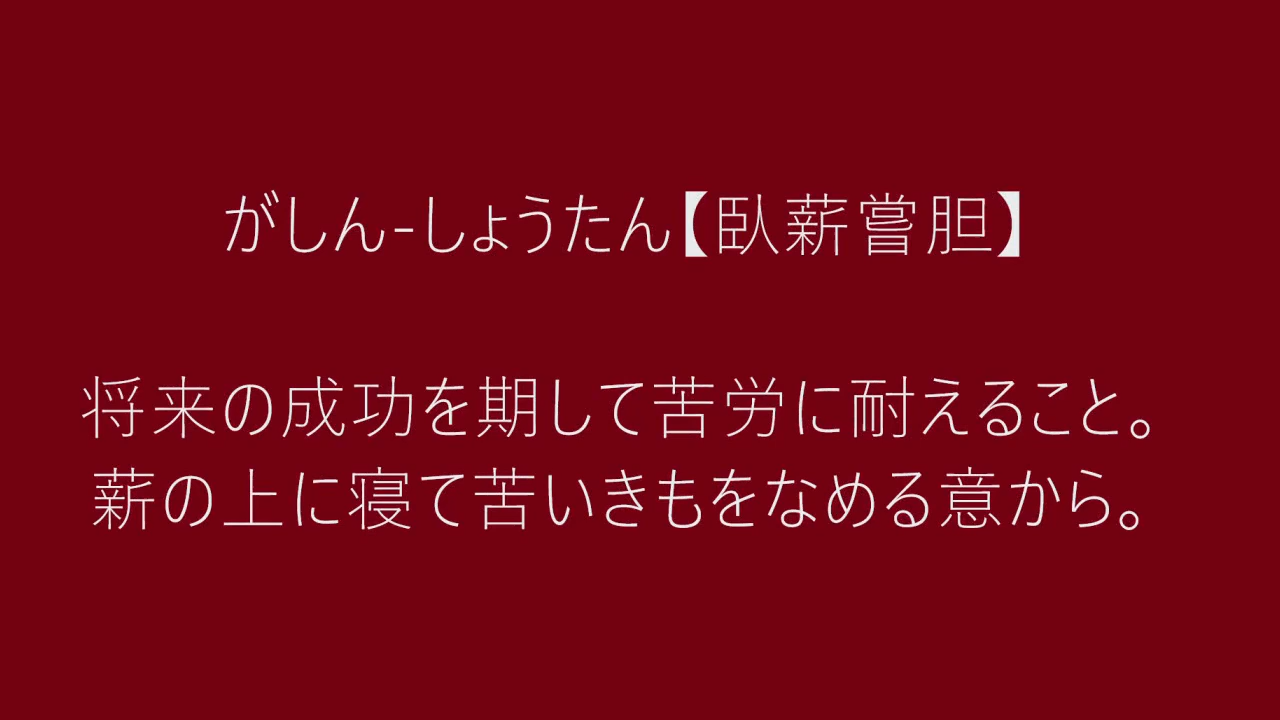 がしん-しょうたん【臥薪嘗胆】
将来の成功を期して苦労に耐えること。
薪の上に寝て苦いきもをなめる意から。